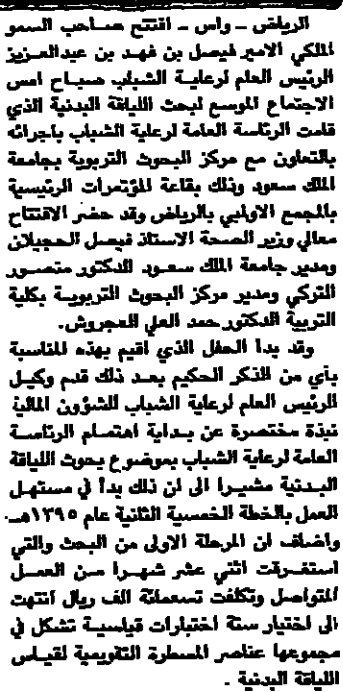 الرياض - واس - افتتح صاحب السمو
الملكي الامير فيصل بن فهد بن عبدالعزيز
الرئيس العام لرعاية الشباب صباح امس
الاجتماع الموسع لبحث اللياقة البدنية الذي
قامت الرئاسة العامة لرعاية الشباب باجرائه
بالتعاون مع مركز البحوث التربوية بجامعة
الملك سعود وذلك بقاعة المؤتمرات الرئيسية
بالمجمع الاولمبي بالرياض وقد حضر الافتتاح
معالي وزير الصحة الاستاذ فيصل الحجيلان
ومدير جامعة الملك سعود الدكتور منصور
التركي ومدير مركز البحوث التربوية بكلية
التربية الدكتور حمد العلي العجروش.
وقد بدأ الحفل الذي اقيم بهذه المناسبة
بآي من الذكر الحكيم بعد ذلك قدم وكيل
الرئيس العام لرعاية الشباب للشؤون المالية
نبذة مختصرة عن بداية اهتمام الرئاسة
العامة لرعاية الشباب بموضوع بحوث اللياقة
البدنية مشيرا الى ان ذلك بدأ في مستهل
العمل بالخطة الخمسية الثانية عام ١٣٩٥هـ.
واضاف ان المرحلة الاولى من البحث والتي
استغرقت اثني عشر شهرا من العمل
المتواصل وتكلفت تسعمائة الف ريال انتهت
الى اختيار ستة اختبارات قياسية تشكل في
مجموعها عناصر المسطرة التقويمية لقياس
اللياقة البدنية .